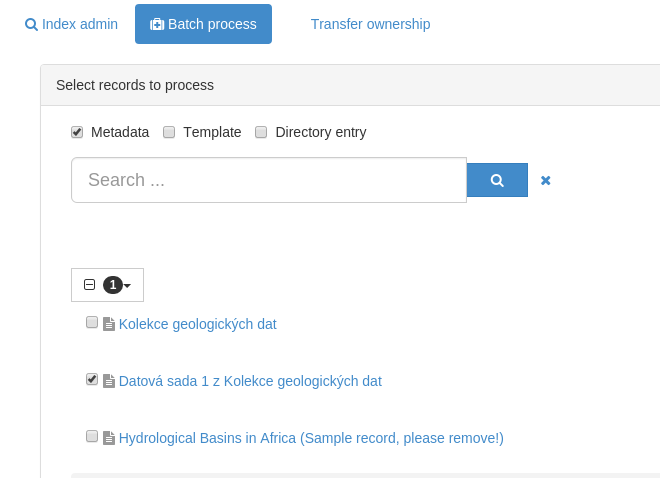 Index admin Batch process Transfer ownership
Select records to process
Metadata Template Directory entry
Search ...
1
Kolekce geologických dat
Datová sada 1 z Kolekce geologických dat
Hydrological Basins in Africa (Sample record, please remove!)